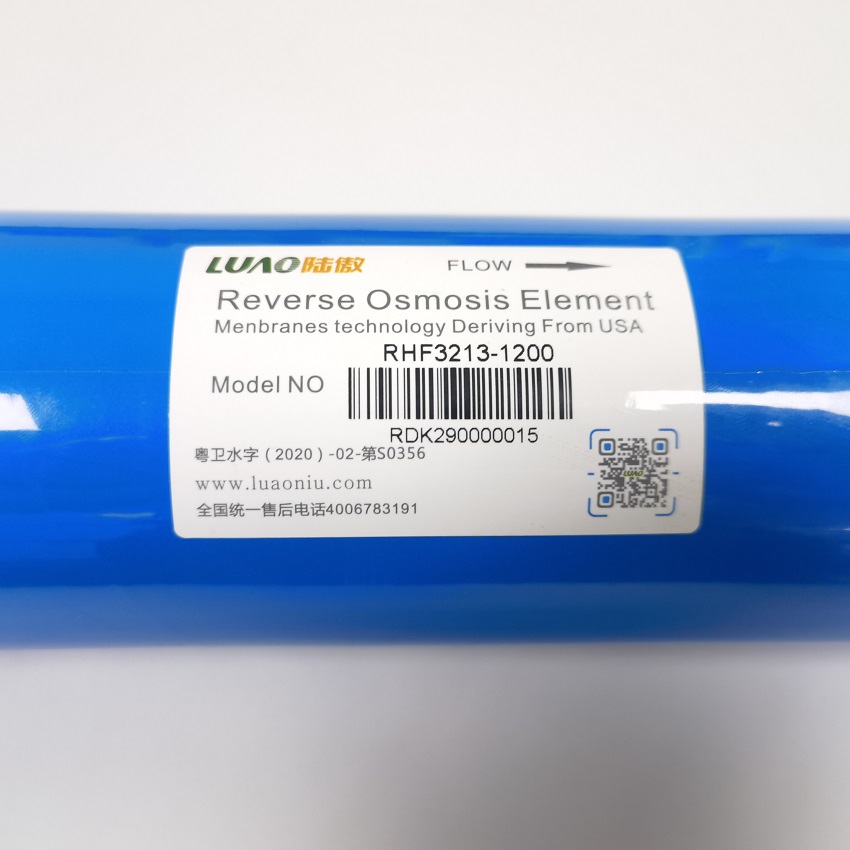 LUAO陆傲
FLOW
Reverse Osmosis Element
Menbranes technology Deriving From USA
RHF3213-1200
Model NO
RDK290000015
粤卫水字（2020）-02-第S0356
www.luaoniu.com
全国统一售后电话4006783191
LUAO